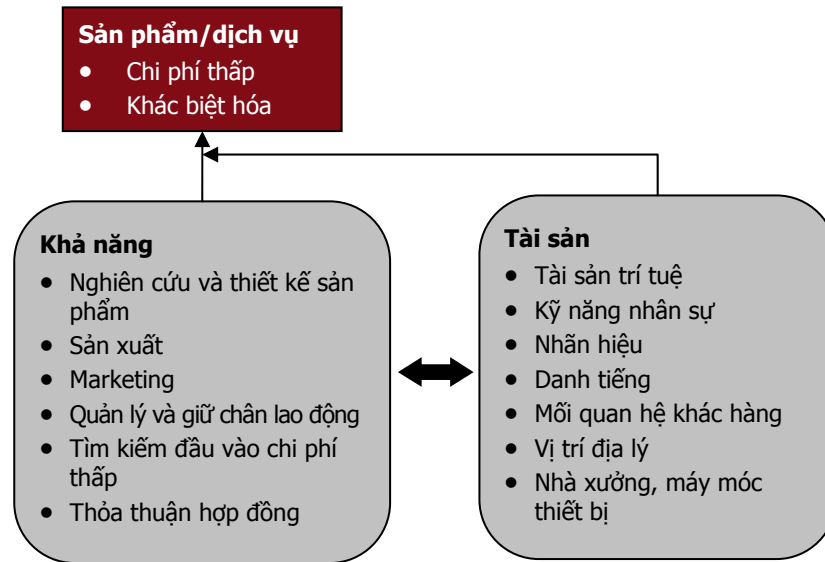 Sản phẩm/dịch vụ
• Chi phí thấp
• Khác biệt hóa
Khả năng
• Nghiên cứu và thiết kế sản
phẩm
• Sản xuất
• Marketing
• Quản lý và giữ chân lao động
• Tìm kiếm đầu vào chi phí
thấp
• Thỏa thuận hợp đồng
Tài sản
• Tài sản trí tuệ
• Kỹ năng nhân sự
• Nhãn hiệu
• Danh tiếng
• Mối quan hệ khác hàng
• Vị trí địa lý
• Nhà xưởng, máy móc
thiết bị